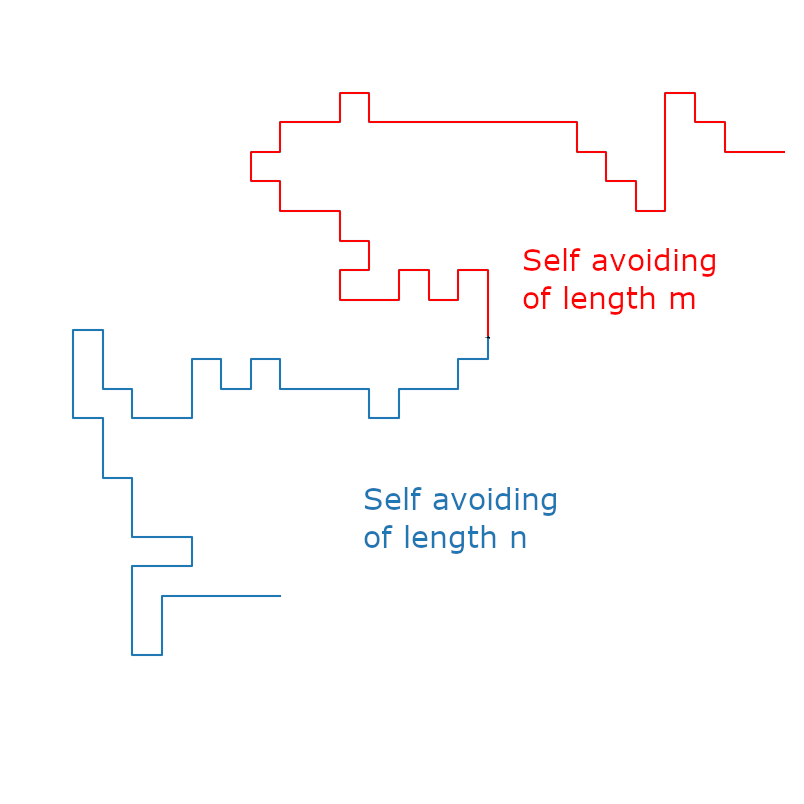 Self avoiding
of length m
Self avoiding
of length n